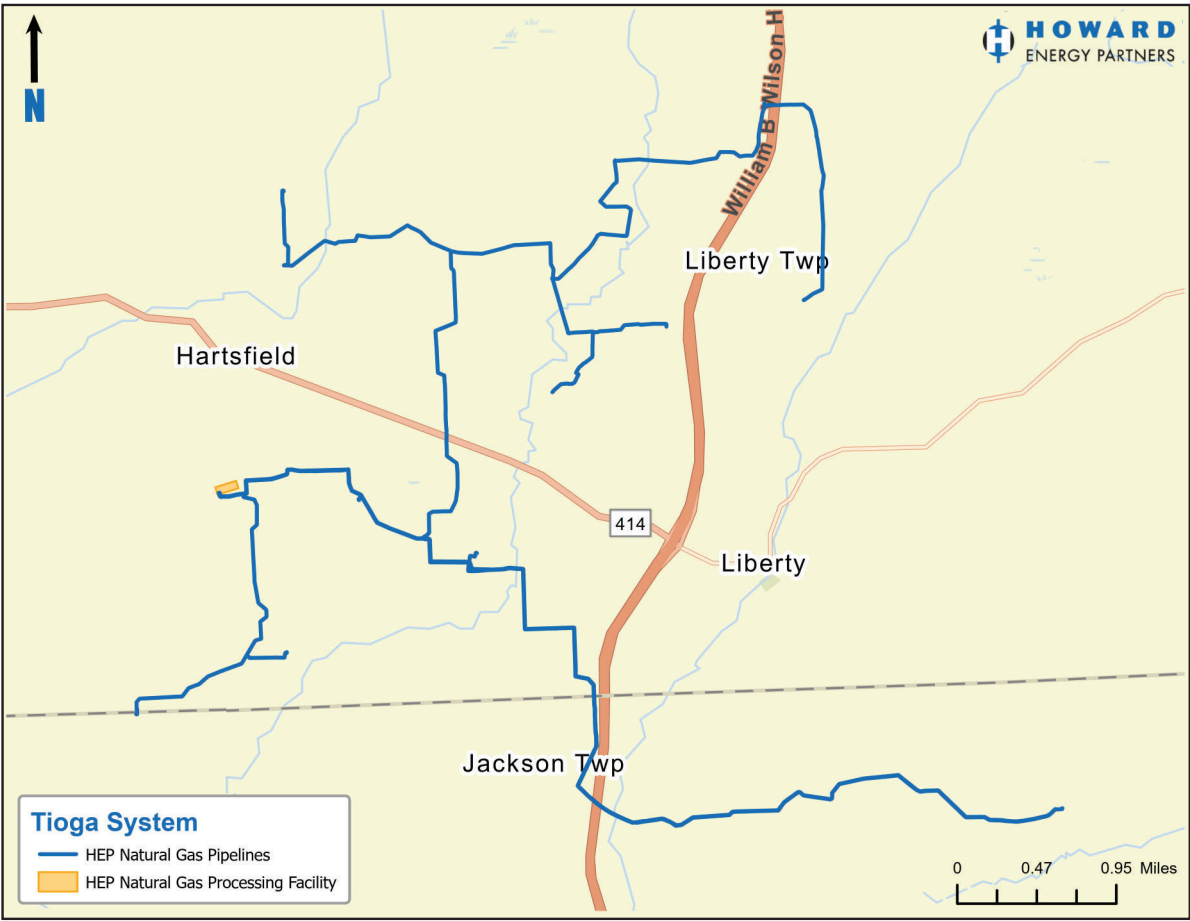 HOWARD
ENERGY PARTNERS
N
William B Wilson H
Liberty Twp
Hartsfield
414
Liberty
Jackson Twp
Tioga System
HEP Natural Gas Pipelines
HEP Natural Gas Processing Facility
0 0.47 0.95 Miles